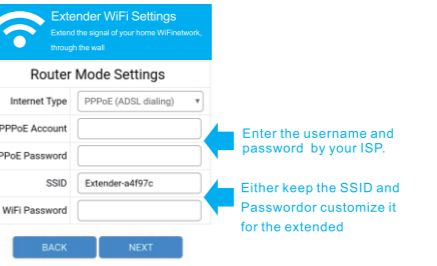 Extender WiFi Settings
Extend the signal of your home WiFinetwork,
through the wall
Router Mode Settings
Internet Type PPPoE (ADSL dialing)
PPPoE Account
PPoE Password
SSID Extender-a4f97c
WiFi Password
BACK NEXT
Enter the username and
password by your ISP.
Either keep the SSID and
Passwordor customize it
for the extended